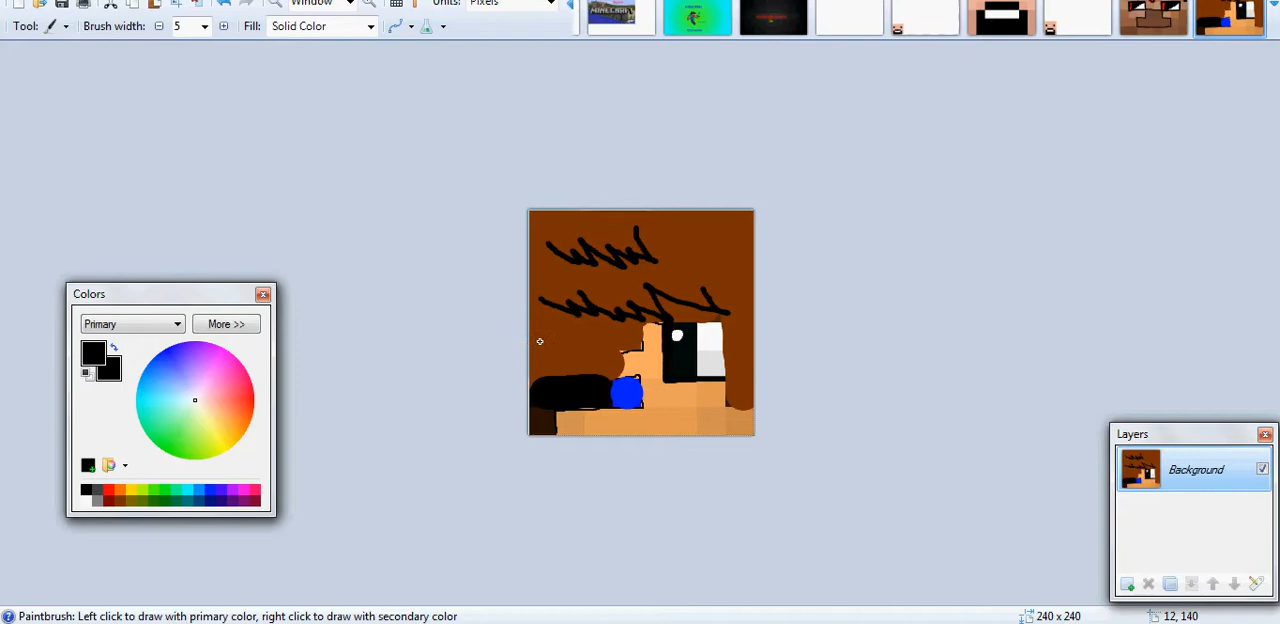 Window
Units: Pixels
Tool:
Brush width: 5
Fill: Solid Color
MINECRAFT
Colors
Primary
More >>
Layers
Background
Paintbrush: Left click to draw with primary color, right click to draw with secondary color
240 x 240
12, 140